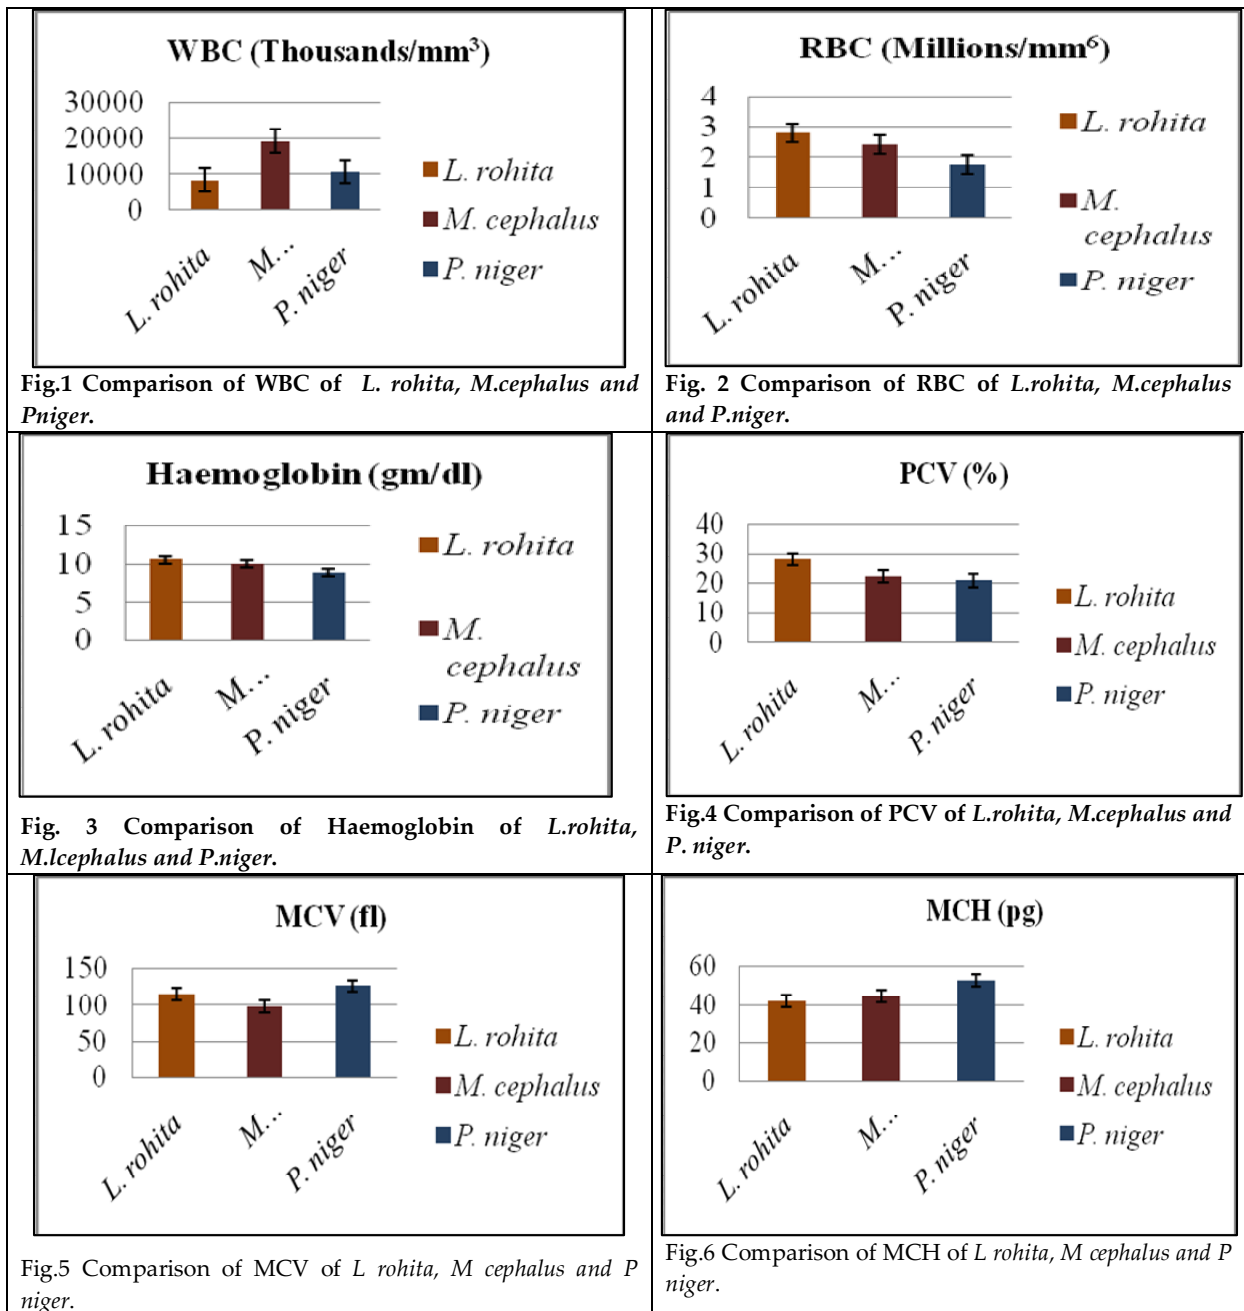 WBC (Thousands/mm³)
30000
20000
10000
0
L. rohita
M...
P. niger
L. rohita
M. cephalus
P. niger
Fig.1 Comparison of WBC of L. rohita, M.cephalus and
Pniger.
RBC (Millions/mm⁶)
4
3
2
1
0
L. rohita
M...
P. niger
L. rohita
M.
cephalus
P. niger
Fig. 2 Comparison of RBC of L.rohita, M.cephalus
and P.niger.
Haemoglobin (gm/dl)
15
10
5
0
L. rohita
M...
P. niger
L. rohita
M.
cephalus
P. niger
Fig. 3 Comparison of Haemoglobin of L.rohita,
M.lcephalus and P.niger.
PCV (%)
40
30
20
10
0
L. rohita
M...
P. niger
L. rohita
M. cephalus
P. niger
Fig.4 Comparison of PCV of L.rohita, M.cephalus and
P. niger.
MCV (fl)
150
100
50
0
L. rohita
M...
P. niger
L. rohita
M. cephalus
P. niger
Fig.5 Comparison of MCV of L rohita, M cephalus and P
niger.
MCH (pg)
60
40
20
0
L. rohita
M...
P. niger
L. rohita
M. cephalus
P. niger
Fig.6 Comparison of MCH of L rohita, M cephalus and P
niger.